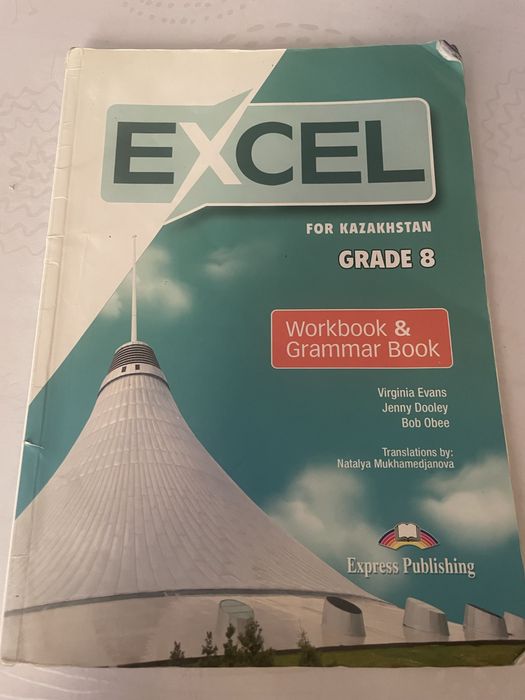 EXCEL
FOR KAZAKHSTAN
GRADE 8
Workbook &
Grammar Book
Virginia Evans
Jenny Dooley
Bob Obee
Translations by:
Natalya Mukhamedjanova
Express Publishing